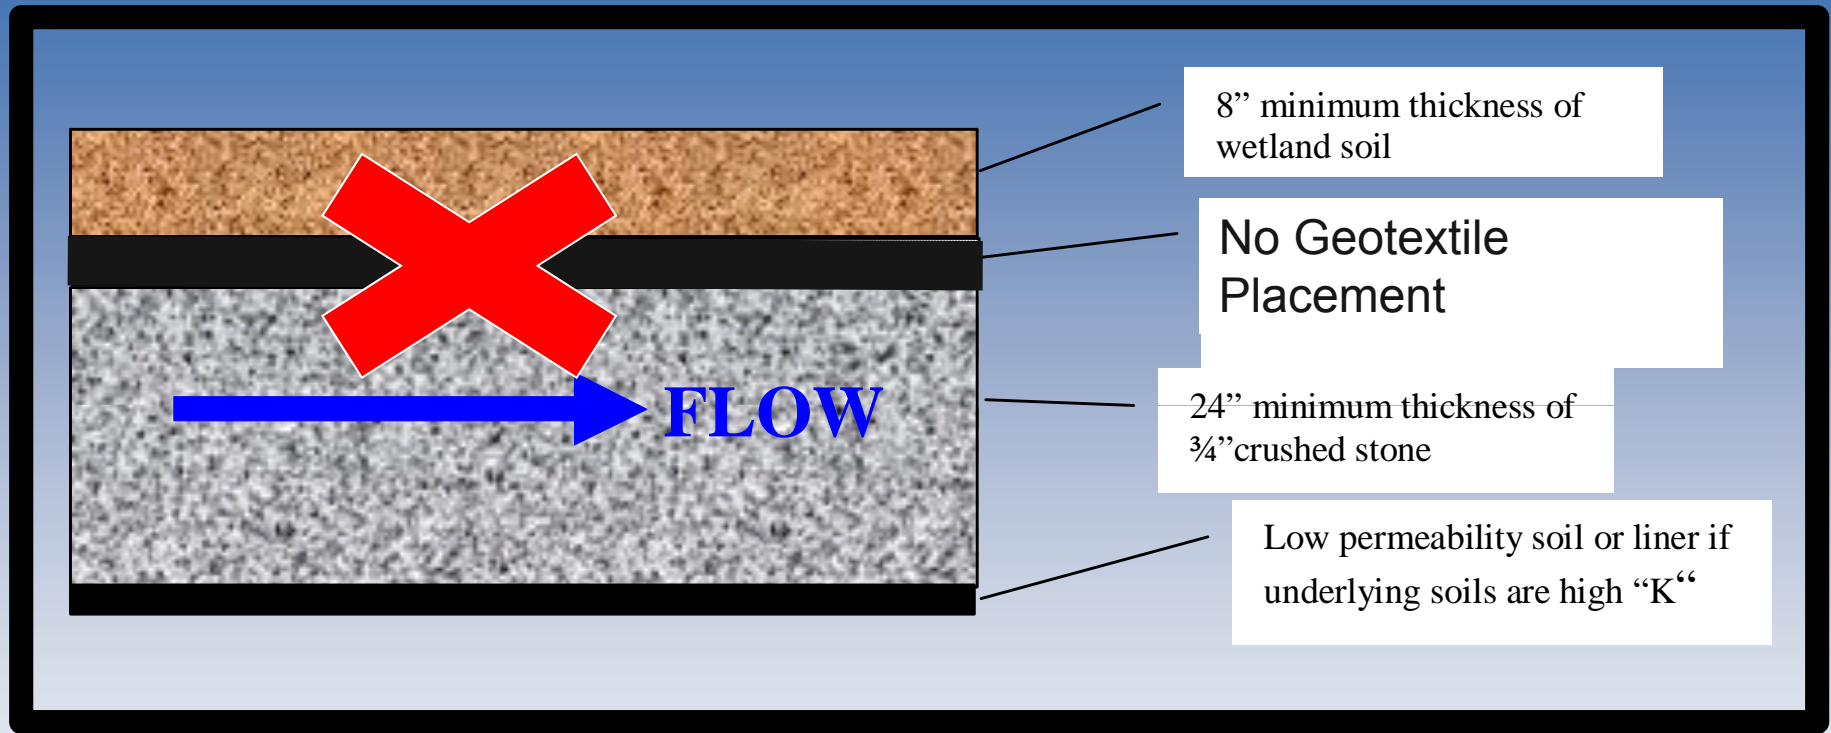 8” minimum thickness of
wetland soil
No Geotextile
Placement
FLOW
24” minimum thickness of
¾”crushed stone
Low permeability soil or liner if
underlying soils are high “K“